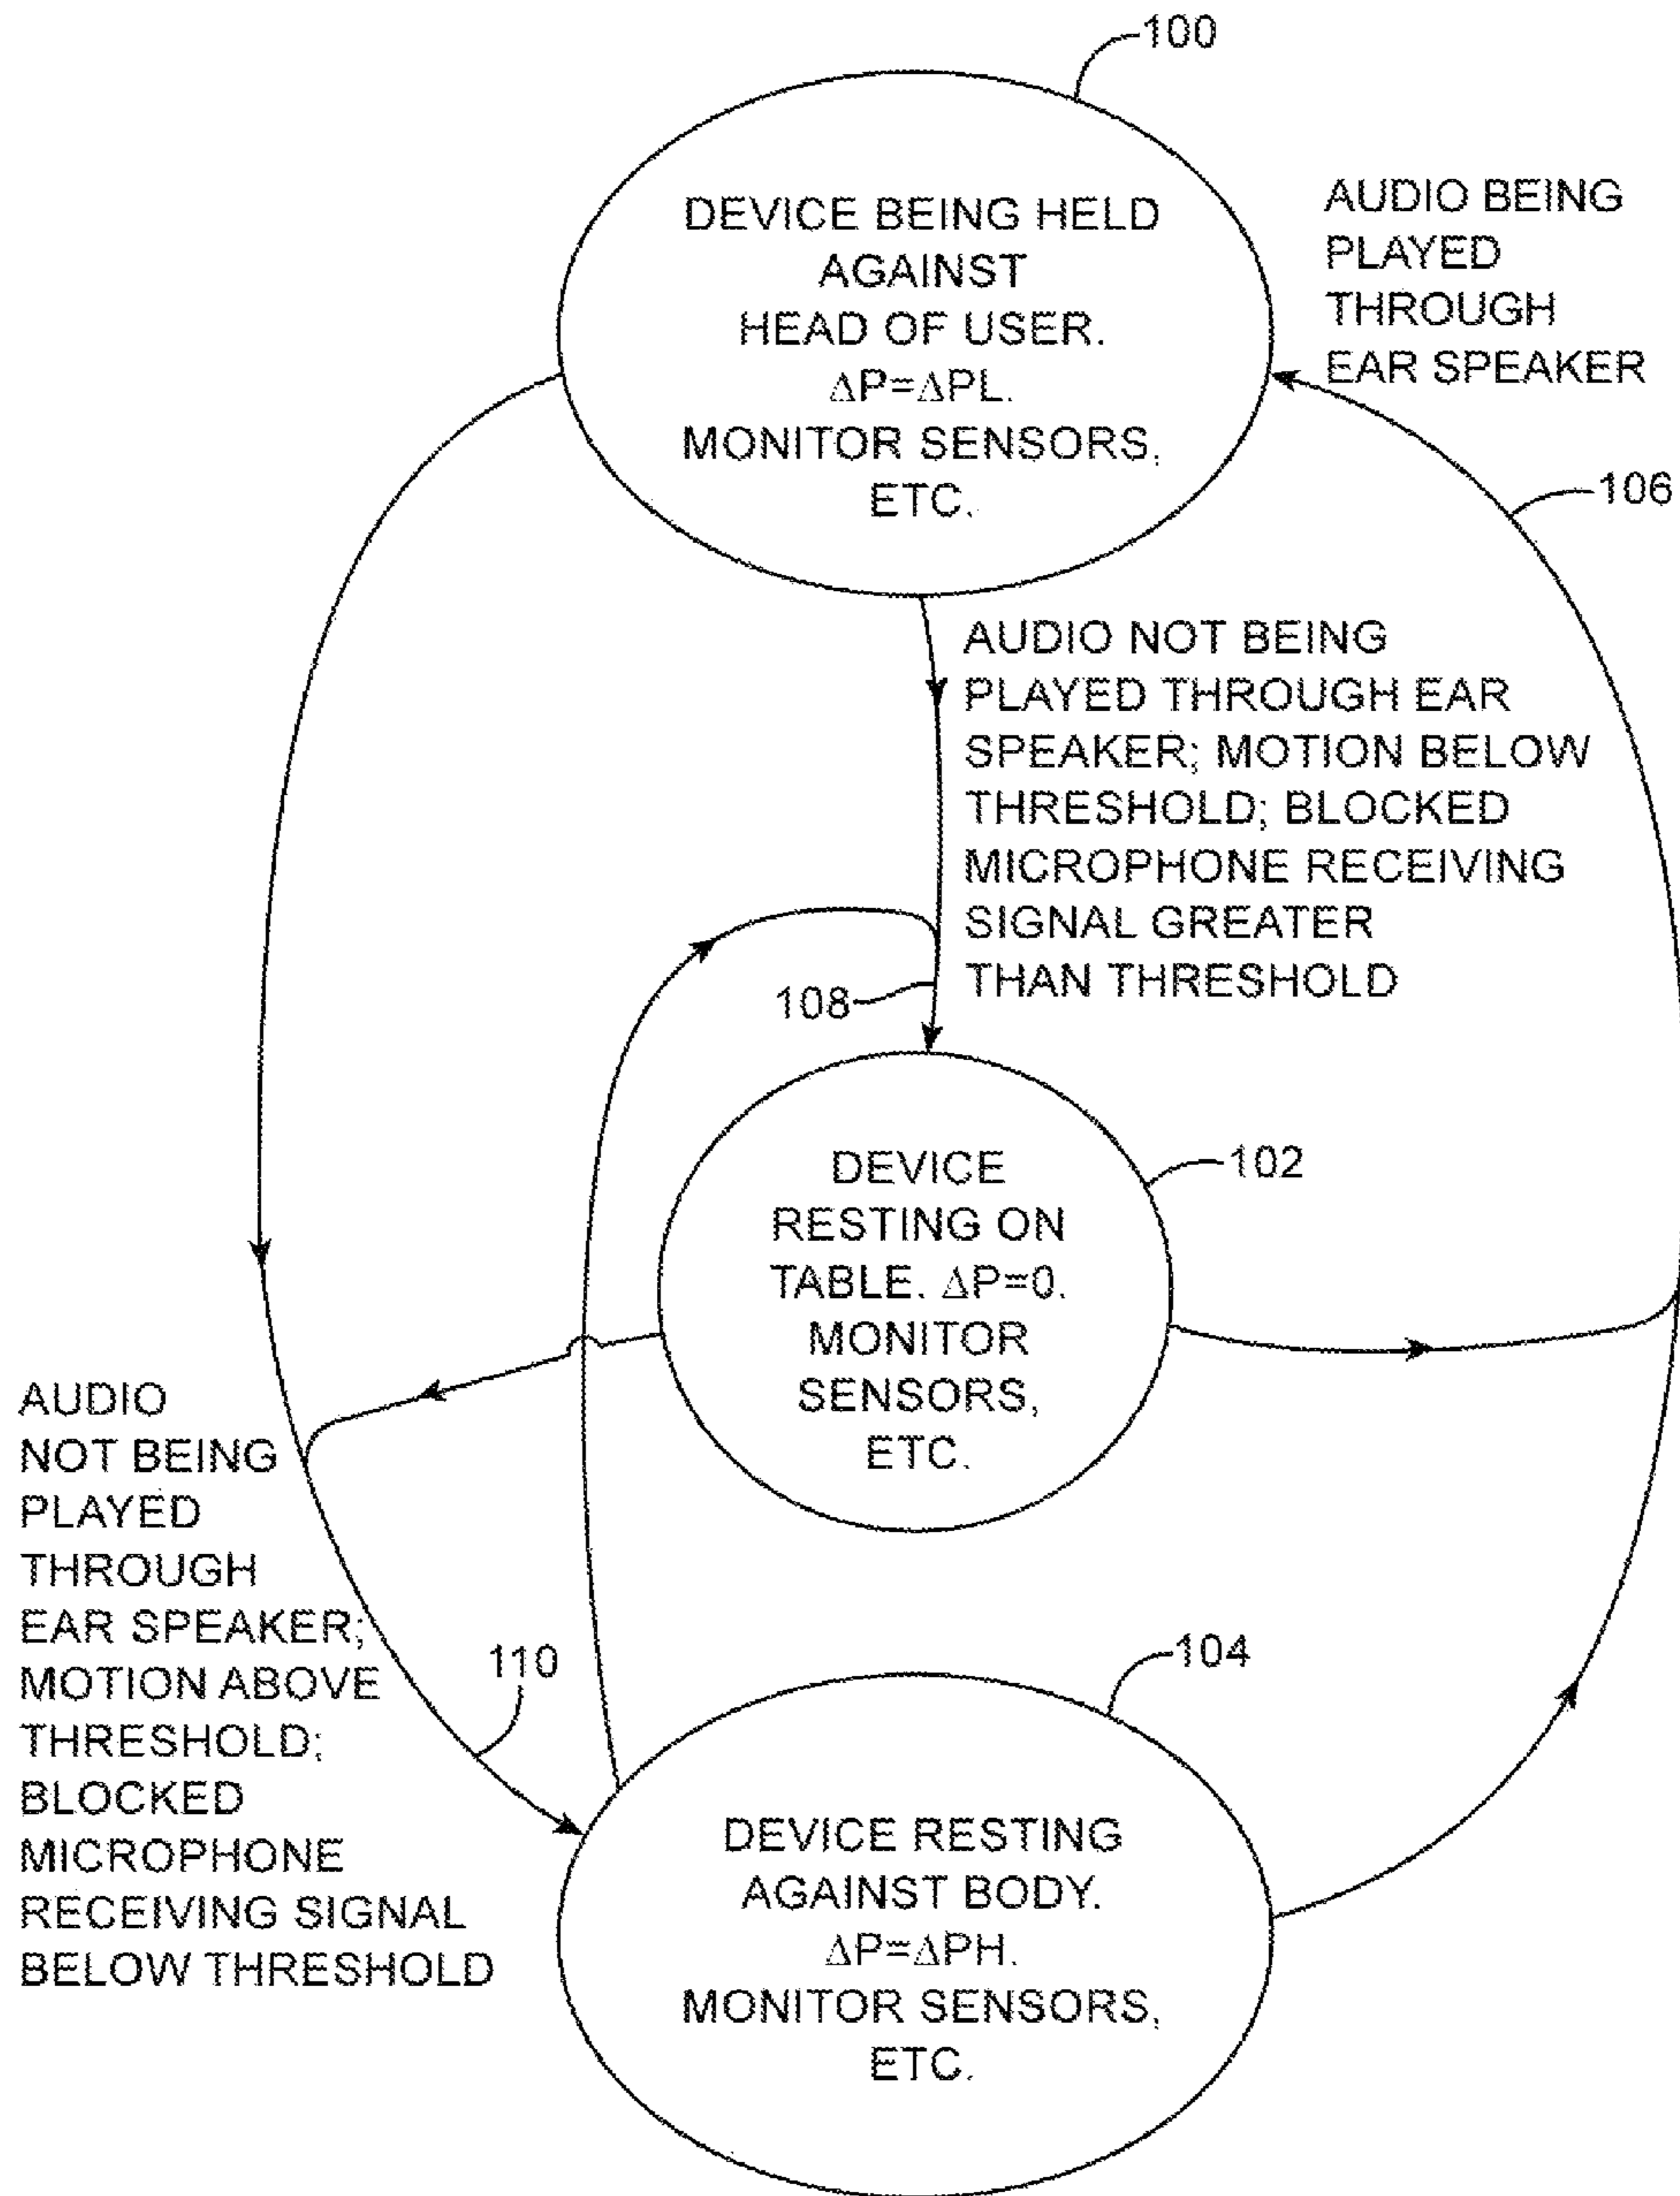 100
DEVICE BEING HELD
AGAINST
HEAD OF USER.
ΔP=ΔPL.
MONITOR SENSORS,
ETC.
AUDIO BEING
PLAYED
THROUGH
EAR SPEAKER
106
AUDIO NOT BEING
PLAYED THROUGH EAR
SPEAKER; MOTION BELOW
THRESHOLD; BLOCKED
MICROPHONE RECEIVING
SIGNAL GREATER
THAN THRESHOLD
108
102
DEVICE
RESTING ON
TABLE. ΔP=0.
MONITOR
SENSORS,
ETC.
AUDIO
NOT BEING
PLAYED
THROUGH
EAR SPEAKER;
MOTION ABOVE
THRESHOLD;
BLOCKED
MICROPHONE
RECEIVING SIGNAL
BELOW THRESHOLD
110
104
DEVICE RESTING
AGAINST BODY.
ΔP=ΔPH.
MONITOR SENSORS,
ETC.